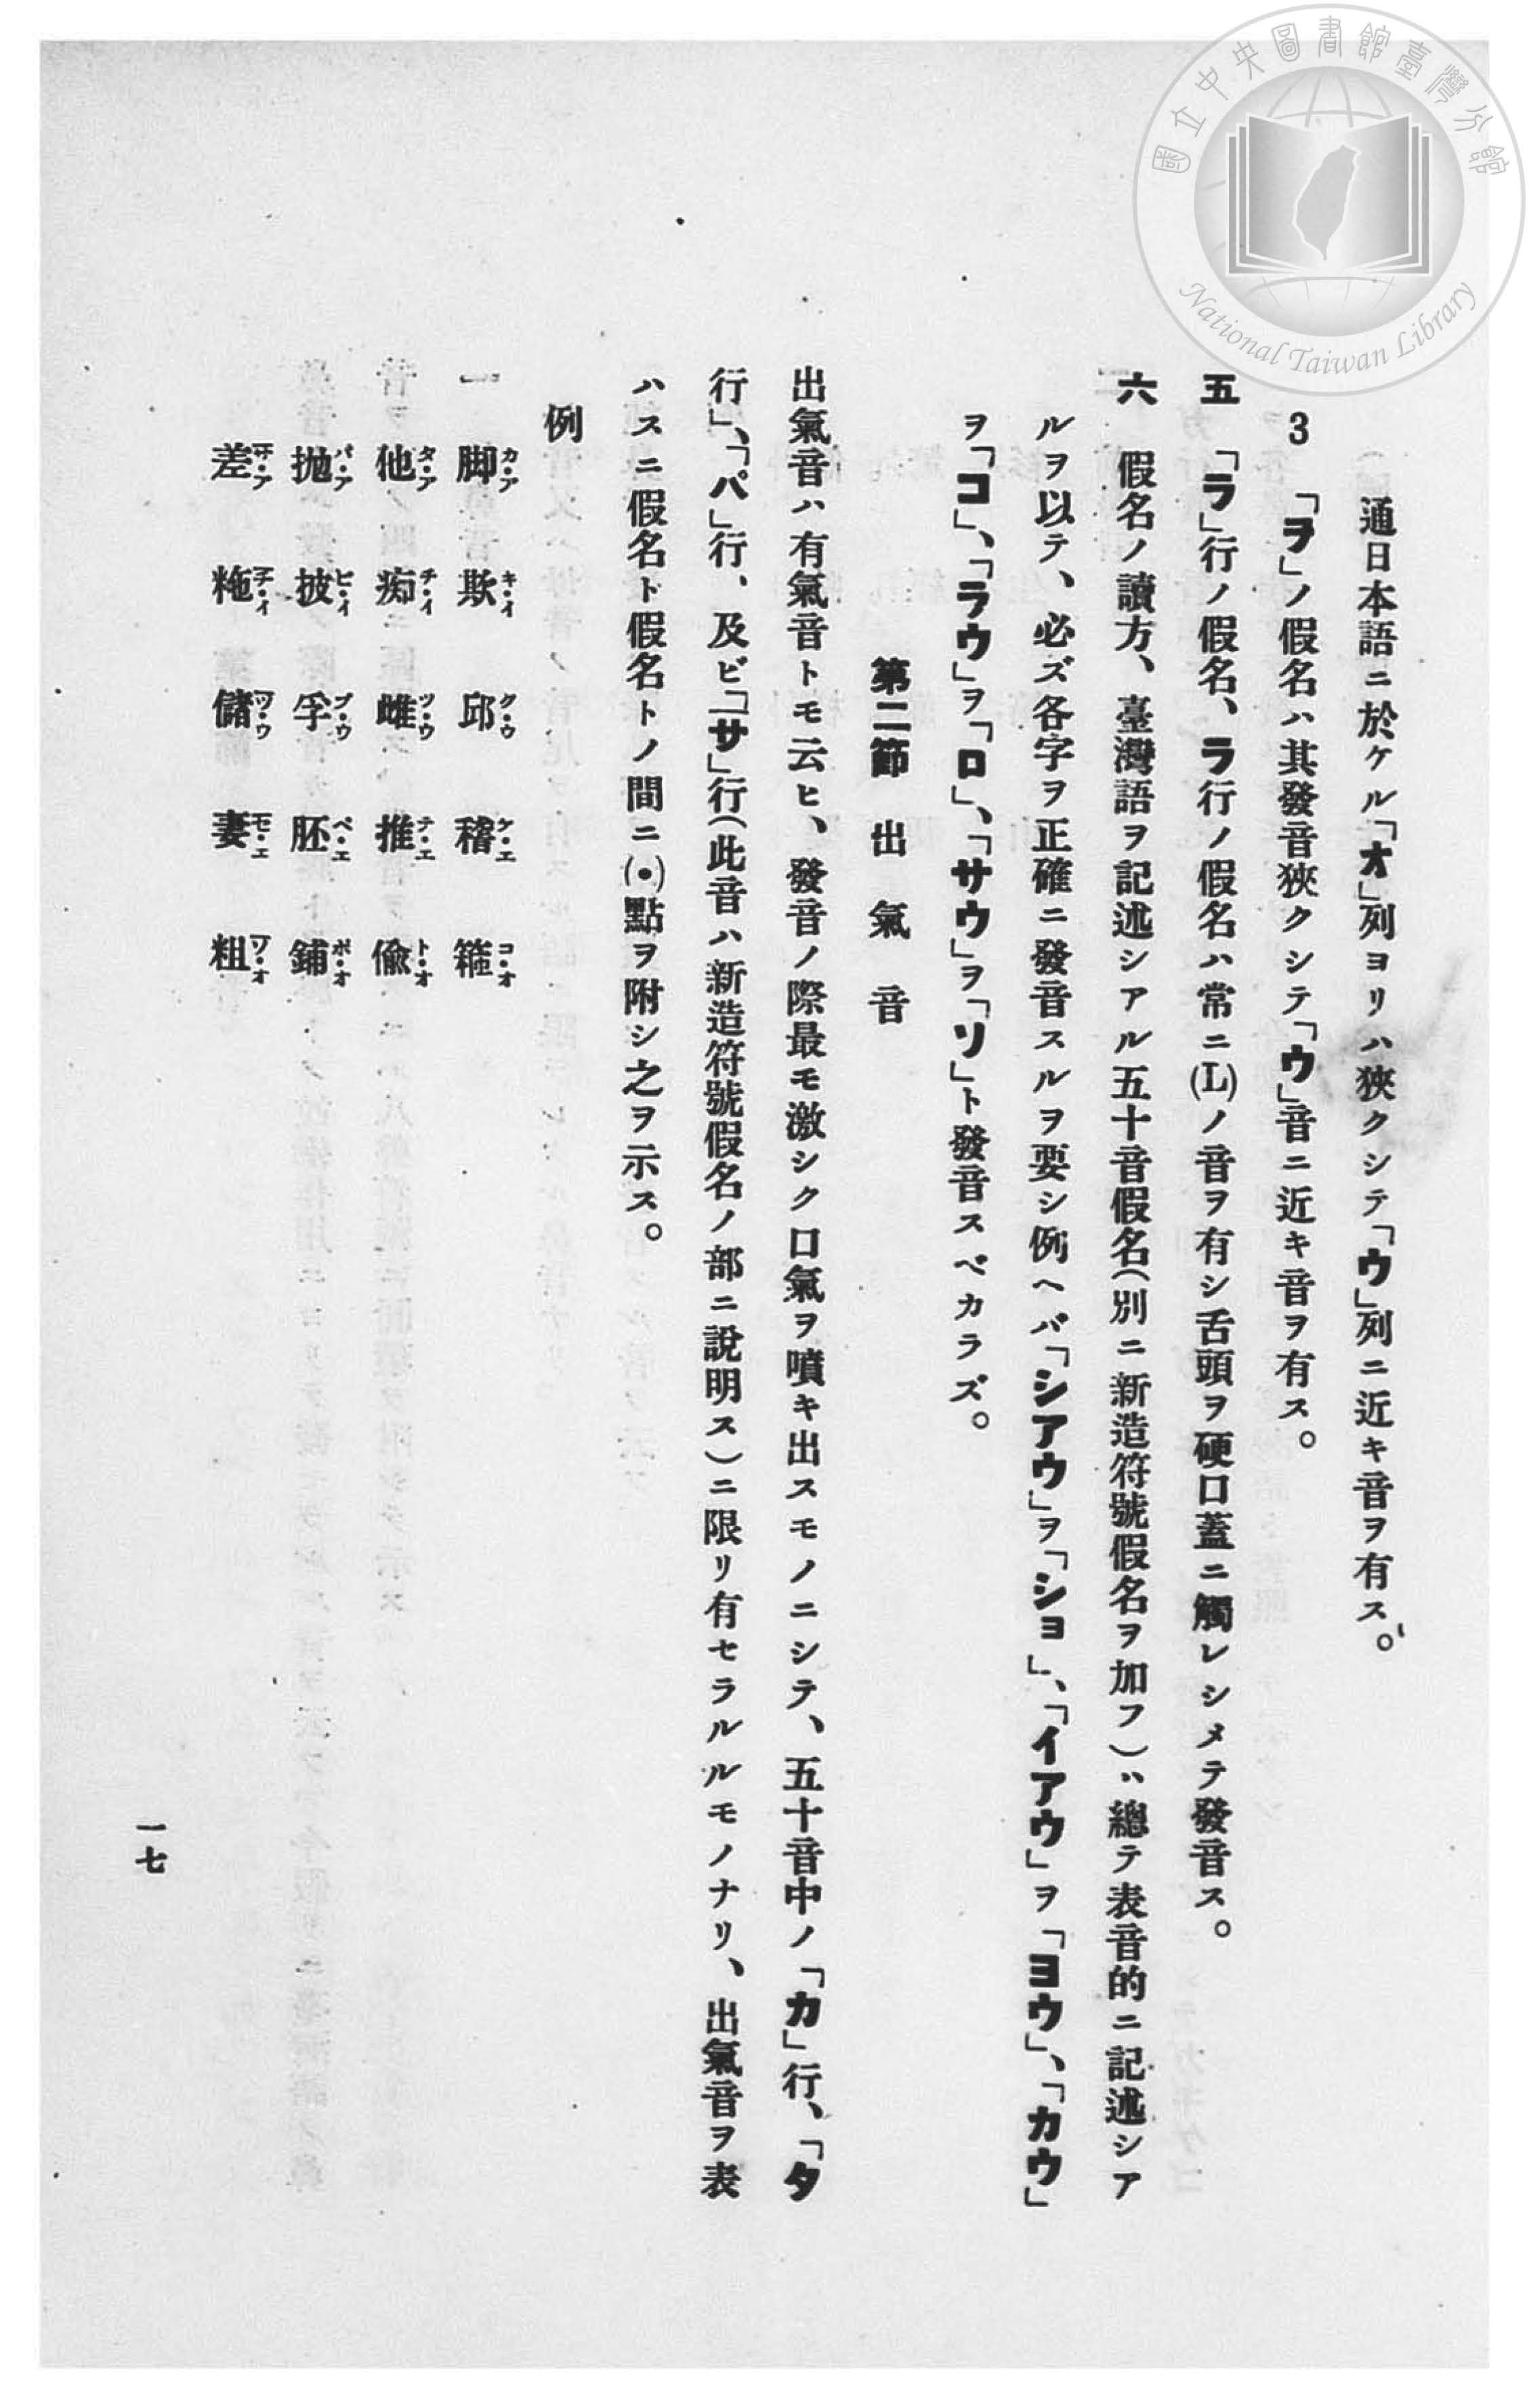 通日本語ニ於ケル「オ」列ヨリハ狹クシテ「ウ」列ニ近キ音ヲ有ス。
3 「ヲ」ノ假名ハ其發音狹クシテ「ウ」音ニ近キ音ヲ有ス。
五 「ラ」行ノ假名、ラ行ノ假名ハ常ニ(L)ノ音ヲ有シ舌頭ヲ硬口蓋ニ觸レシメテ發音ス。
六 假名ノ讀方、臺灣語ヲ記述シアル五十音假名(別ニ新造符號假名ヲ加フ)ハ總テ表音的ニ記述シア
ルヲ以テ、必ズ各字ヲ正確ニ發音スルヲ要シ例ヘバ「シアウ」ヲ「ショ」、「イアウ」ヲ「ヨウ」、「カウ」
ヲ「コ」、「ラウ」ヲ「ロ」、「サウ」ヲ「ソ」ト發音スベカラズ。
第二節 出氣音
出氣音ハ有氣音トモ云ヒ、發音ノ際最モ激シク口氣ヲ噴キ出スモノニシテ、五十音中ノ「カ」行、「タ
行」、「パ」行、及ビ「サ」行(此音ハ新造符號假名ノ部ニ說明ス)ニ限リ有セラルルモノナリ、出氣音ヲ表
ハスニ假名ト假名トノ間ニ(•)點ヲ附シ之ヲ示ス。
例
脚カ・ア 欺キ・イ 邱ク・ウ 稽ケ・エ 箍コ・オ
他タ・ア 痴チ・イ 雌ツ・ウ 推テ・エ 偸ト・オ
抛パ・ア 披ピ・イ 孚プ・ウ 胚ペ・エ 鋪ポ・オ
差 儲 妻 粗
一七
國立中央圖書館臺灣分館
National Taiwan Library